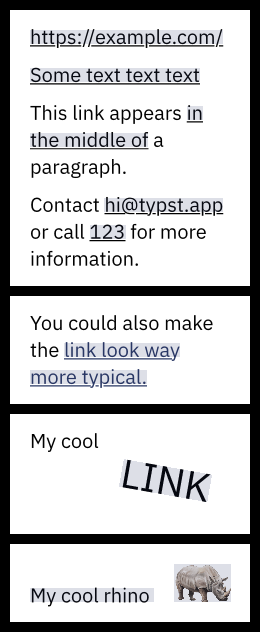 https://example.com/
Some text text text
This link appears in
the middle of a
paragraph.
Contact hi@typst.app
or call 123 for more
information.
You could also make
the link look way
more typical.
My cool
LINK
My cool rhino